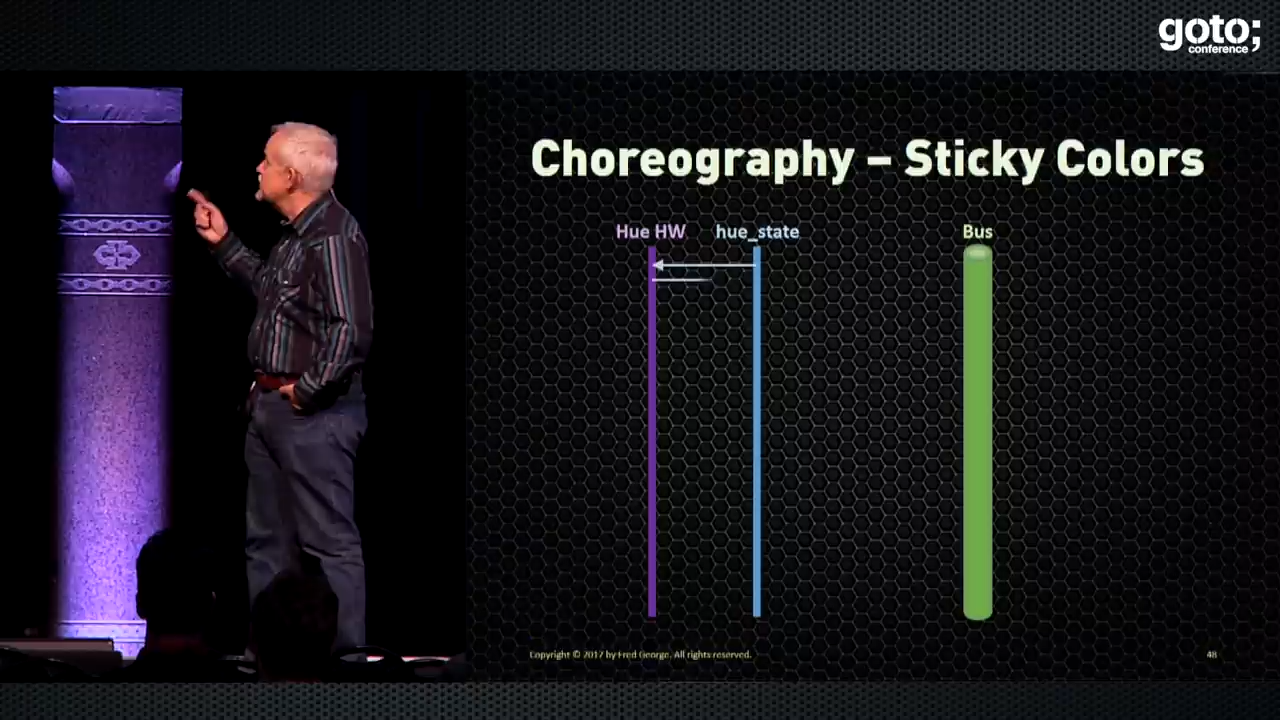 goto;
conference
Choreography – Sticky Colors
Hue HW hue_state Bus
Copyright © 2017 by Fred George. All rights reserved. 48